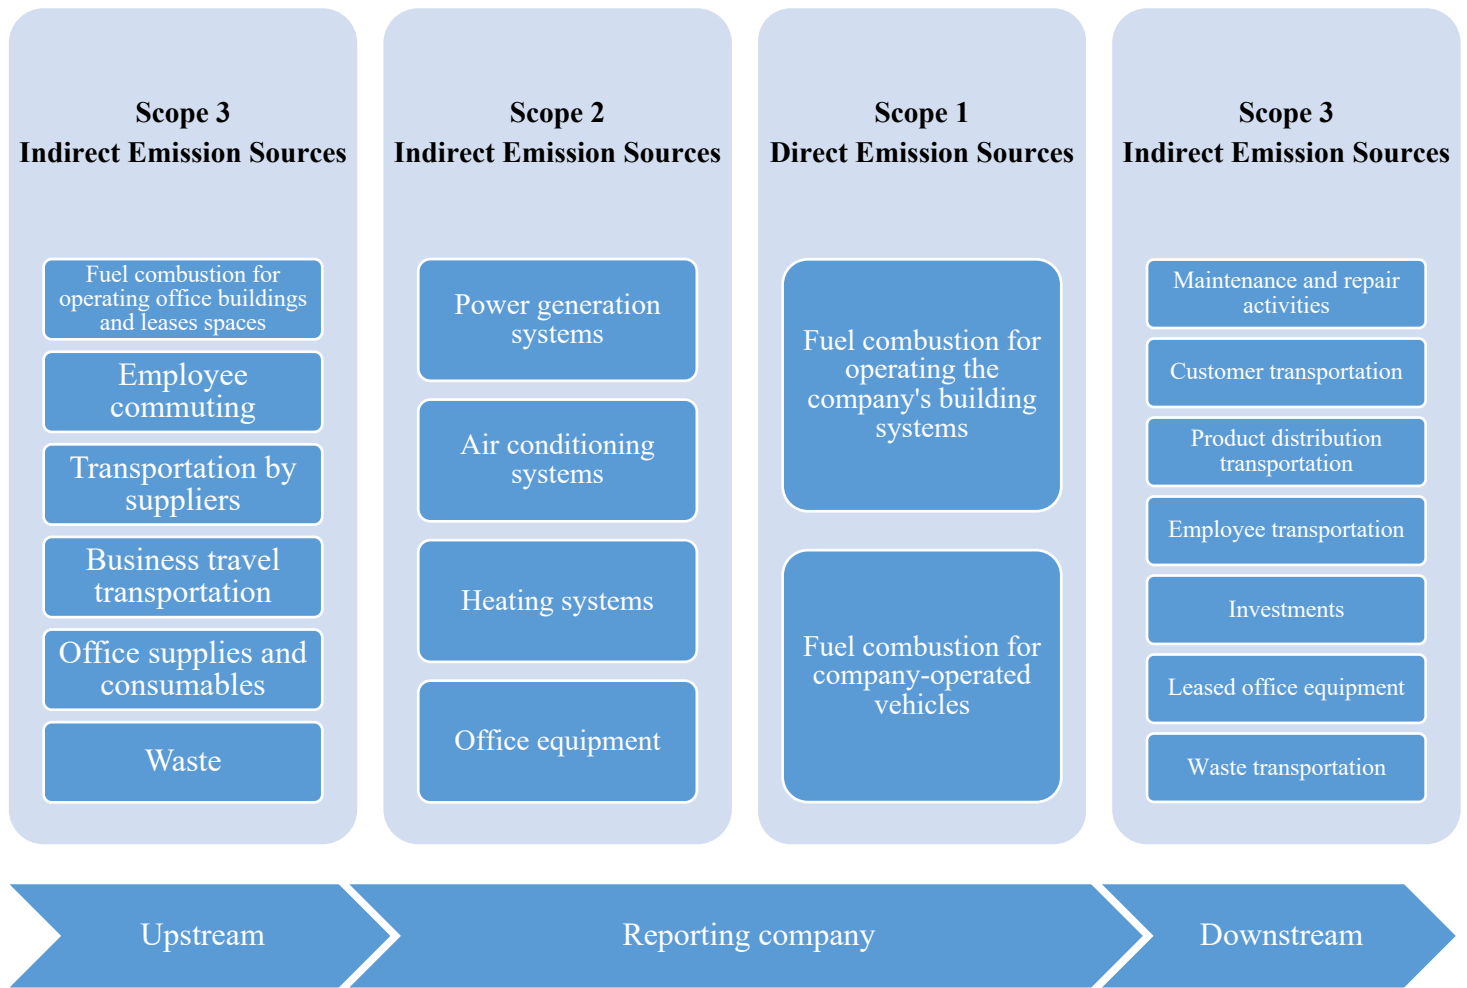 Scope 3
Indirect Emission Sources
Fuel combustion for
operating office buildings
and leases spaces
Employee
commuting
Transportation by
suppliers
Business travel
transportation
Office supplies and
consumables
Waste
Scope 2
Indirect Emission Sources
Power generation
systems
Air conditioning
systems
Heating systems
Office equipment
Scope 1
Direct Emission Sources
Fuel combustion for
operating the
company's building
systems
Fuel combustion for
company-operated
vehicles
Scope 3
Indirect Emission Sources
Maintenance and repair
activities
Customer transportation
Product distribution
transportation
Employee transportation
Investments
Leased office equipment
Waste transportation
Upstream
Reporting company
Downstream